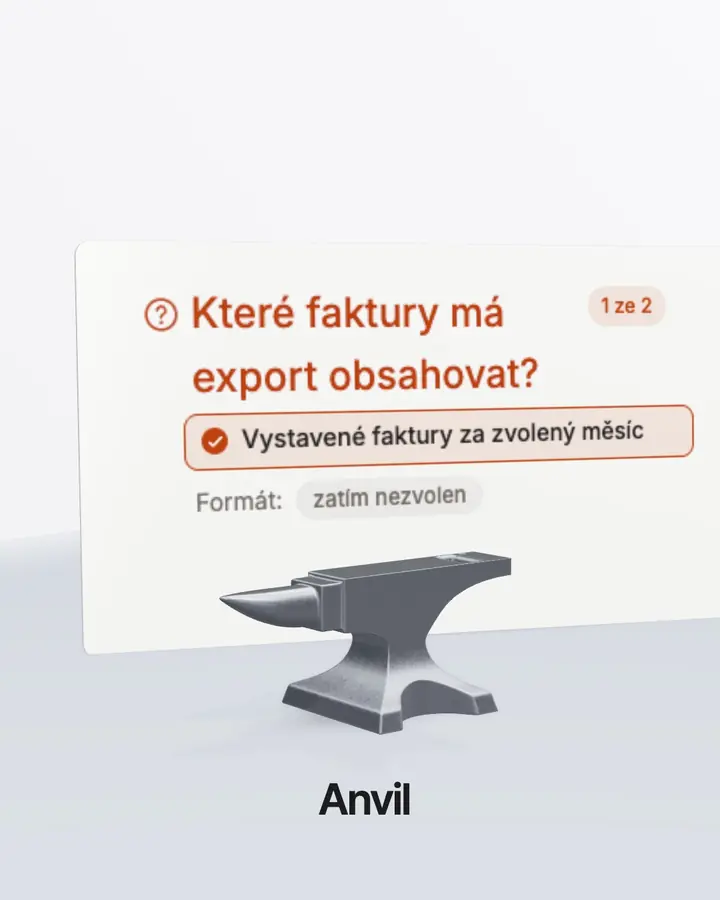 Které faktury má
1 ze 2
export obsahovat?
Vystavené faktury za zvolený měsíc
Formát: zatím nezvolen
Anvil